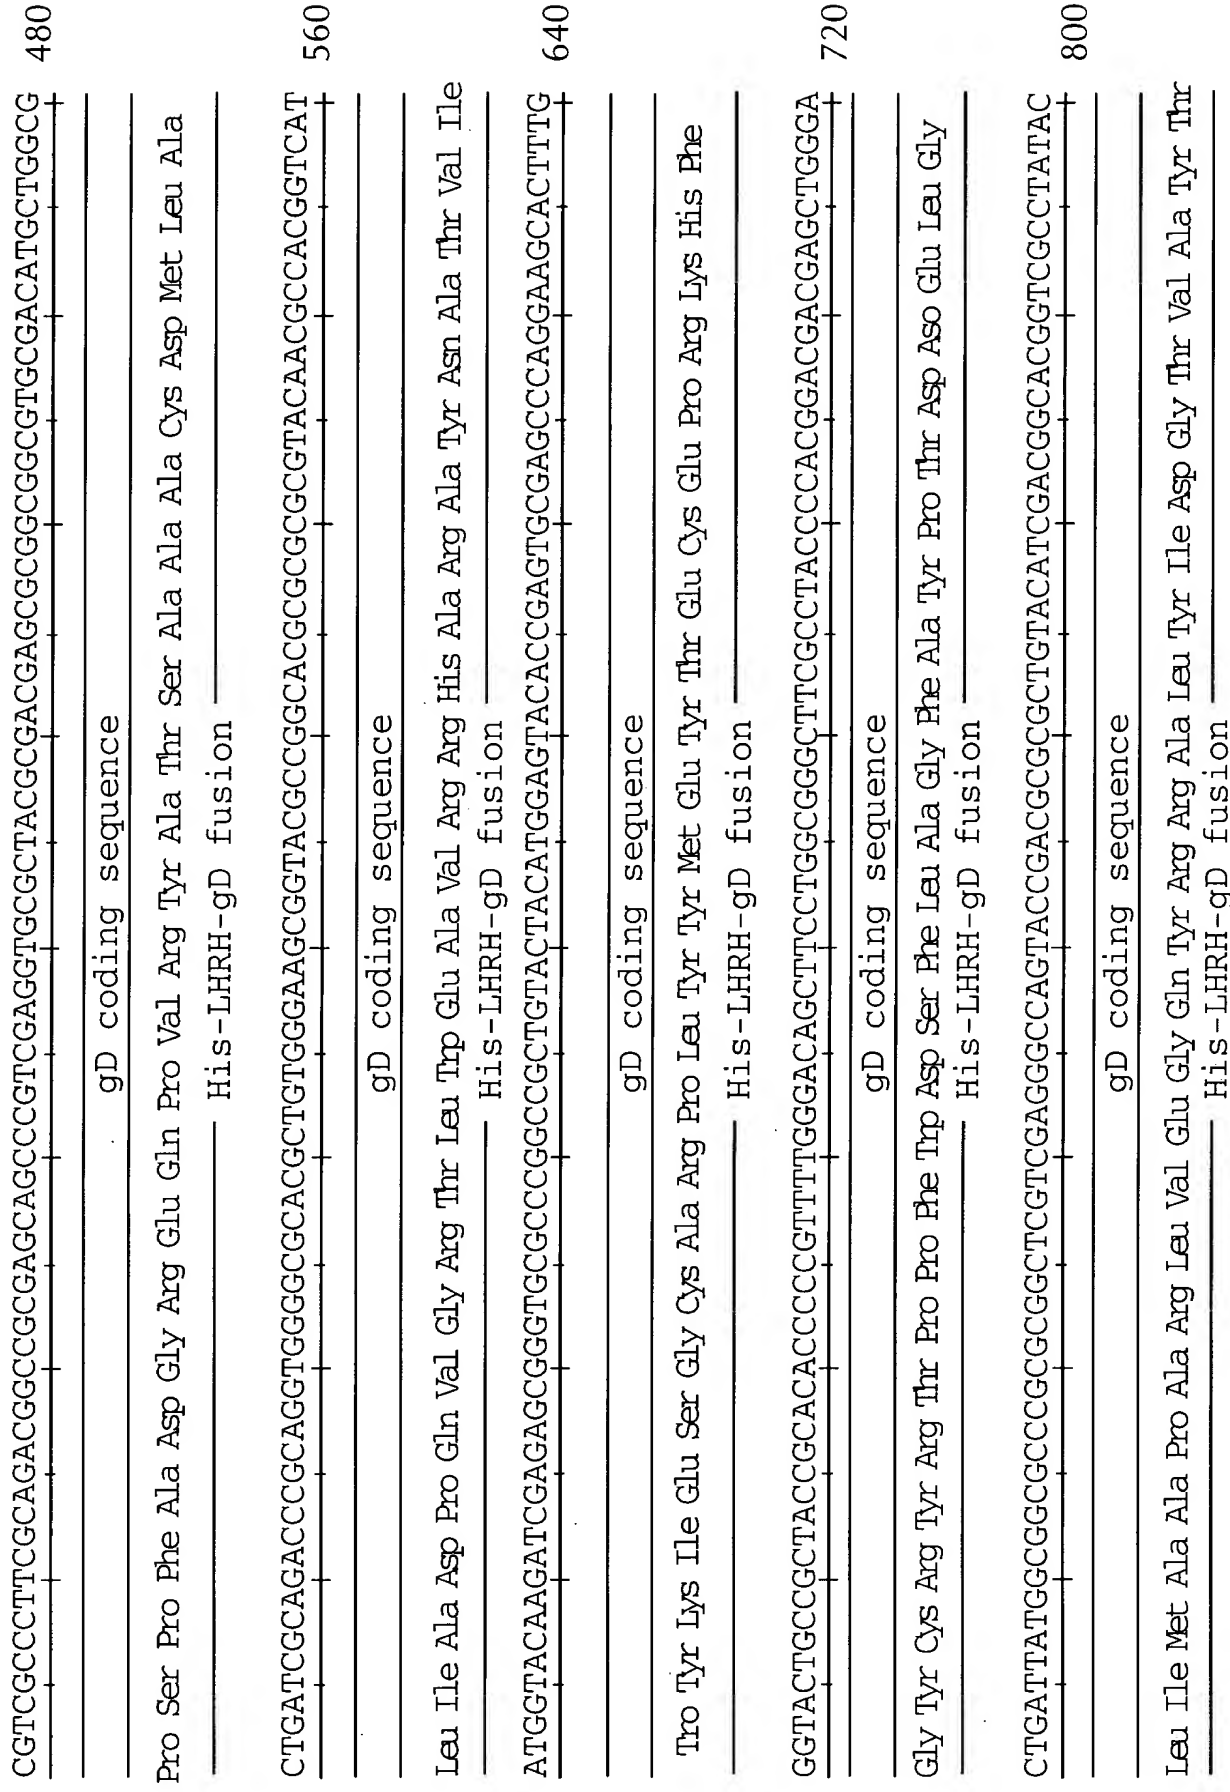 CGTCGCCCTTCGCAGACGGCCGCGAGCAGCCCGTCGAGGTGCGCTACGCGACGAGCGCGGCGGCGTGCGACATGCTGGCG 480
gD coding sequence
Pro Ser Pro Phe Ala Asp Gly Arg Glu Gln Pro Val Arg Tyr Ala Thr Ser Ala Ala Ala Cys Asp Met Leu Ala
His-LHRH-gD fusion
CTGATCGCAGACCCGCAGGTGGGGCGCACGCTGTGGGAAGCGGTACGCCGGCACGCGCGCGCGTACAACGCCACGGTCAT 560
gD coding sequence
Leu Ile Ala Asp Pro Gln Val Gly Arg Thr Leu Trp Glu Ala Val Arg Arg His Ala Arg Ala Tyr Asn Ala Thr Val Ile
His-LHRH-gD fusion
ATGGTACAAGATCGAGAGCGGGTGCGCCCGGCCGCTGTACTACATGGAGTACACCGAGTGCGAGCCCAGGAAGCACTTTG 640
gD coding sequence
Tro Tyr Lys Ile Glu Ser Gly Cys Ala Arg Pro Leu Tyr Tyr Met Glu Tyr Thr Glu Cys Glu Pro Arg Lys His Phe
His-LHRH-gD fusion
GGTACTGCCGCTACCGCACACCCCCGTTTTGGGACAGCTTCCTGGCGGGCTTCGCCTACCCCACGGACGACGAGCTGGGA 720
gD coding sequence
Gly Tyr Cys Arg Tyr Arg Thr Pro Pro Phe Trp Asp Ser Phe Leu Ala Gly Phe Ala Tyr Pro Thr Asp Aso Glu Leu Gly
His-LHRH-gD fusion
CTGATTATGGCGGCGCCCGCGCGGCTCGTCGAGGGCCAGTACCGACGCGCGCTGTACATCGACGGCACGGTCGCCTATAC 800
gD coding sequence
Leu Ile Met Ala Ala Pro Ala Arg Leu Val Glu Gly Gln Tyr Arg Arg Ala Leu Tyr Ile Asp Gly Thr Val Ala Tyr Thr
His-LHRH-gD fusion